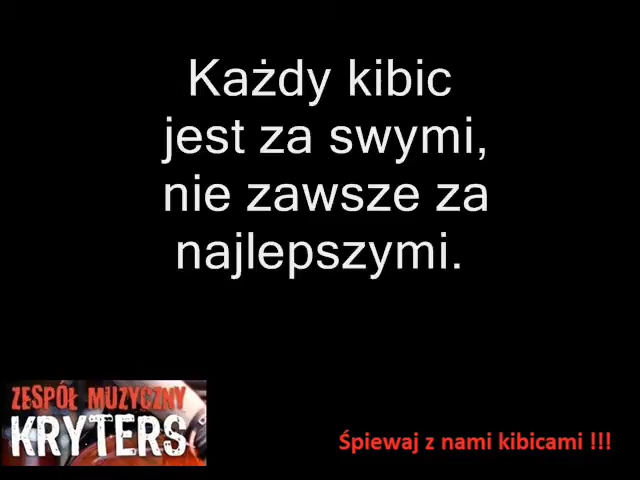 Każdy kibic
jest za swymi,
nie zawsze za
najlepszymi.
ZESPÓŁ MUZYCZNY
KRYTERS
Śpiewaj z nami kibicami !!!